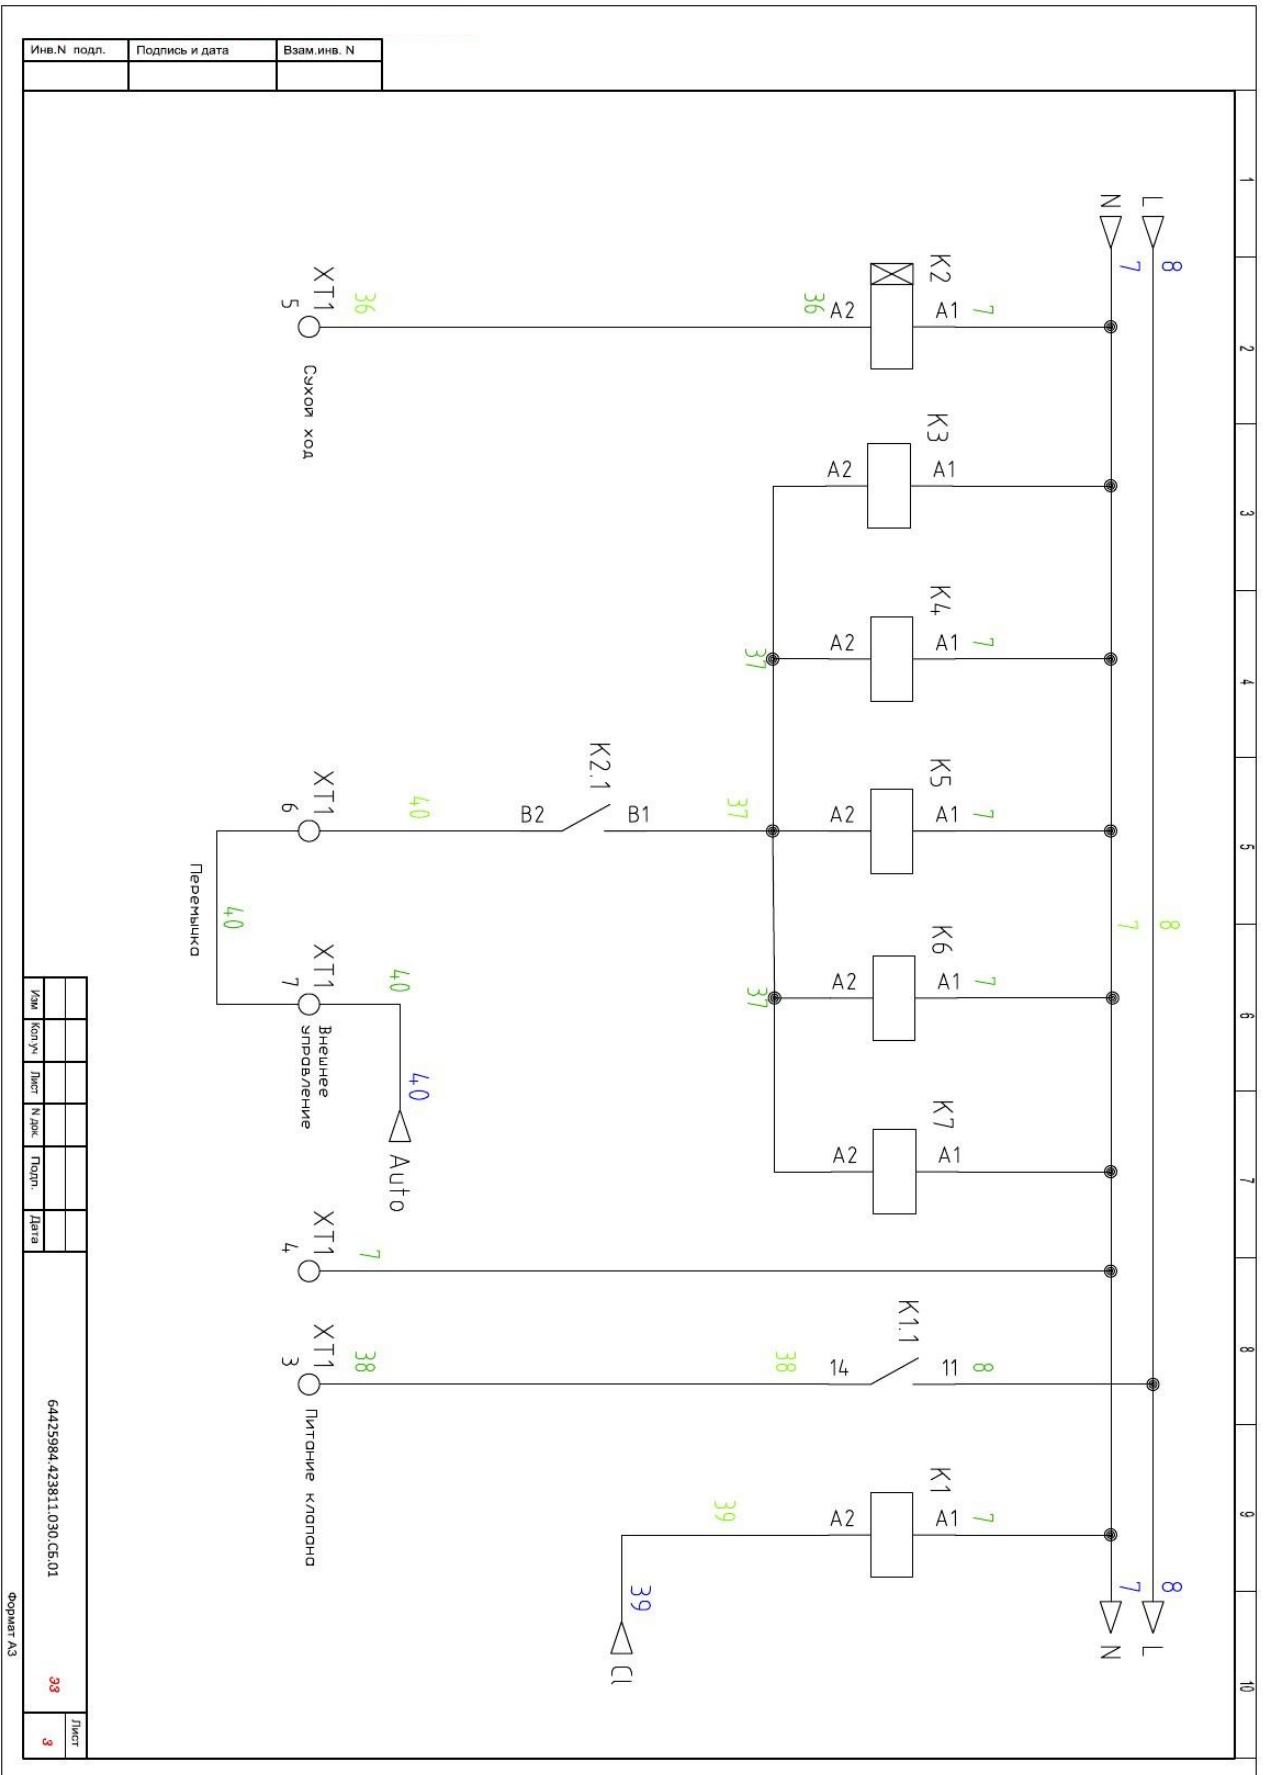 Инв.N подл.
Подпись и дата
Взам.инв. N
1
2
3
4
5
6
7
8
9
10
L
8
8
8
L
N
7
7
7
N
K2
A1
7
A2
36
36
XT1
5
Сухой ход
K3
A1
A2
K4
A1
7
A2
37
K5
A1
7
A2
37
K2.1
B1
B2
40
XT1
6
40
Перемычка
K6
A1
7
A2
37
XT1
7
Внешнее
управление
40
40
Auto
K7
A1
A2
XT1
4
7
K1.1
11
8
14
38
38
XT1
3
Питание клапана
K1
A1
7
A2
39
39
Cl
Изм
Кол.уч
Лист
N док.
Подп.
Дата
64425984.423811.030.СБ.01
ЭЗ
Лист
3
Формат А3